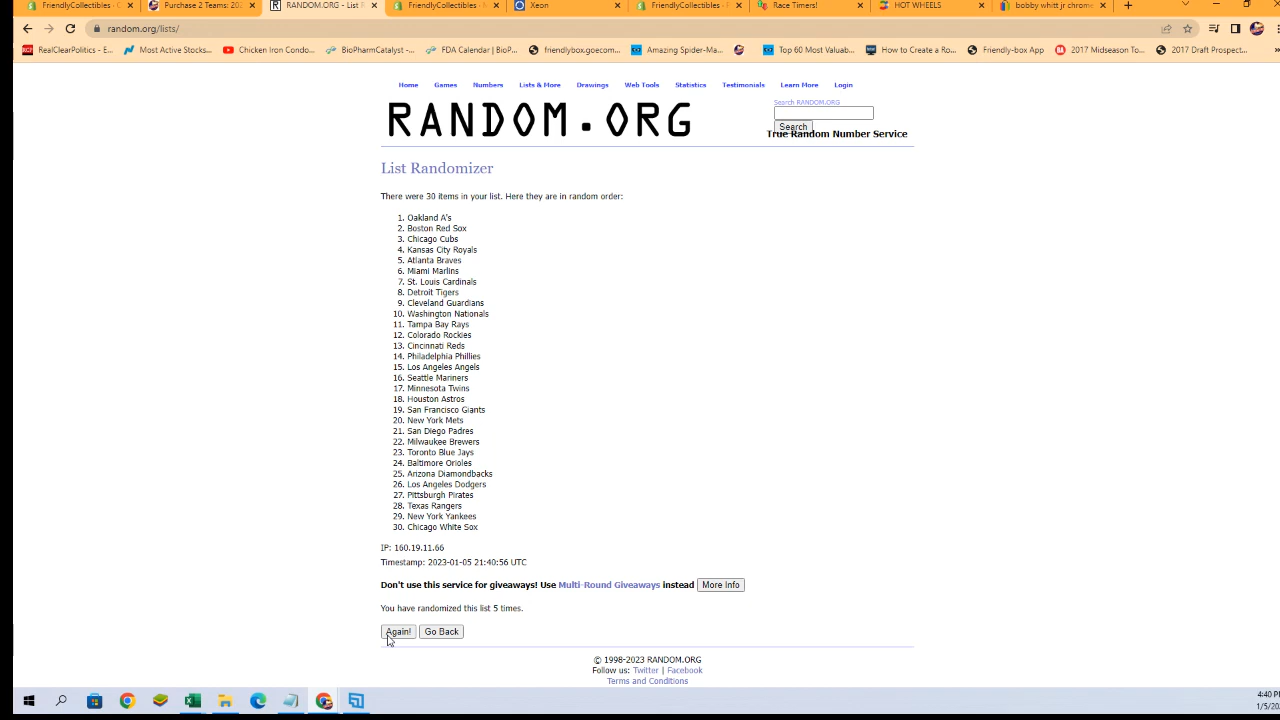 FriendlyCollectibles - C
Purchase 2 Teams: 202
RANDOM.ORG - List R
FriendlyCollectibles - M
Xeon
FriendlyCollectibles - F
Race Timers!
HOT WHEELS
bobby whitt jr chrome
random.org/lists/
RealClearPolitics - E...
Most Active Stocks...
Chicken Iron Condo...
BioPharmCatalyst -...
FDA Calendar | BioP...
friendlybox.goecom...
Amazing Spider-Ma...
Top 60 Most Valuab...
How to Create a Ro...
Friendly-box App
2017 Midseason To...
2017 Draft Prospect...
Home Games Numbers Lists & More Drawings Web Tools Statistics Testimonials Learn More Login
RANDOM.ORG
Search RANDOM.ORG
Search
True Random Number Service
List Randomizer
There were 30 items in your list. Here they are in random order:
1. Oakland A's
2. Boston Red Sox
3. Chicago Cubs
4. Kansas City Royals
5. Atlanta Braves
6. Miami Marlins
7. St. Louis Cardinals
8. Detroit Tigers
9. Cleveland Guardians
10. Washington Nationals
11. Tampa Bay Rays
12. Colorado Rockies
13. Cincinnati Reds
14. Philadelphia Phillies
15. Los Angeles Angels
16. Seattle Mariners
17. Minnesota Twins
18. Houston Astros
19. San Francisco Giants
20. New York Mets
21. San Diego Padres
22. Milwaukee Brewers
23. Toronto Blue Jays
24. Baltimore Orioles
25. Arizona Diamondbacks
26. Los Angeles Dodgers
27. Pittsburgh Pirates
28. Texas Rangers
29. New York Yankees
30. Chicago White Sox
IP: 160.19.11.66
Timestamp: 2023-01-05 21:40:56 UTC
Don't use this service for giveaways! Use Multi-Round Giveaways instead More Info
You have randomized this list 5 times.
Again! Go Back
© 1998-2023 RANDOM.ORG
Follow us: Twitter | Facebook
Terms and Conditions
4:40 P
1/5/20